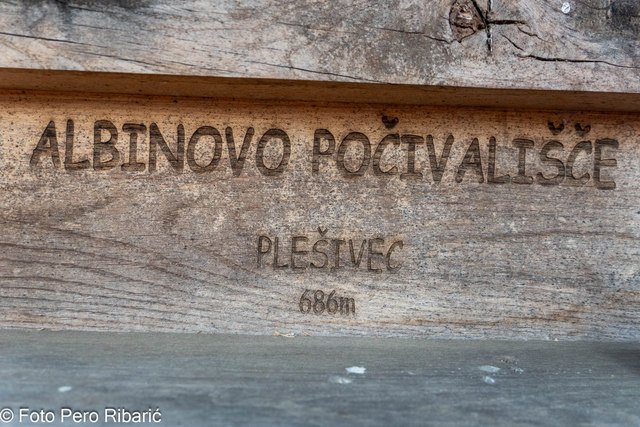 ALBINOVO POČIVALIŠČE
PLEŠIVEC
686m
© Foto Pero Ribarić